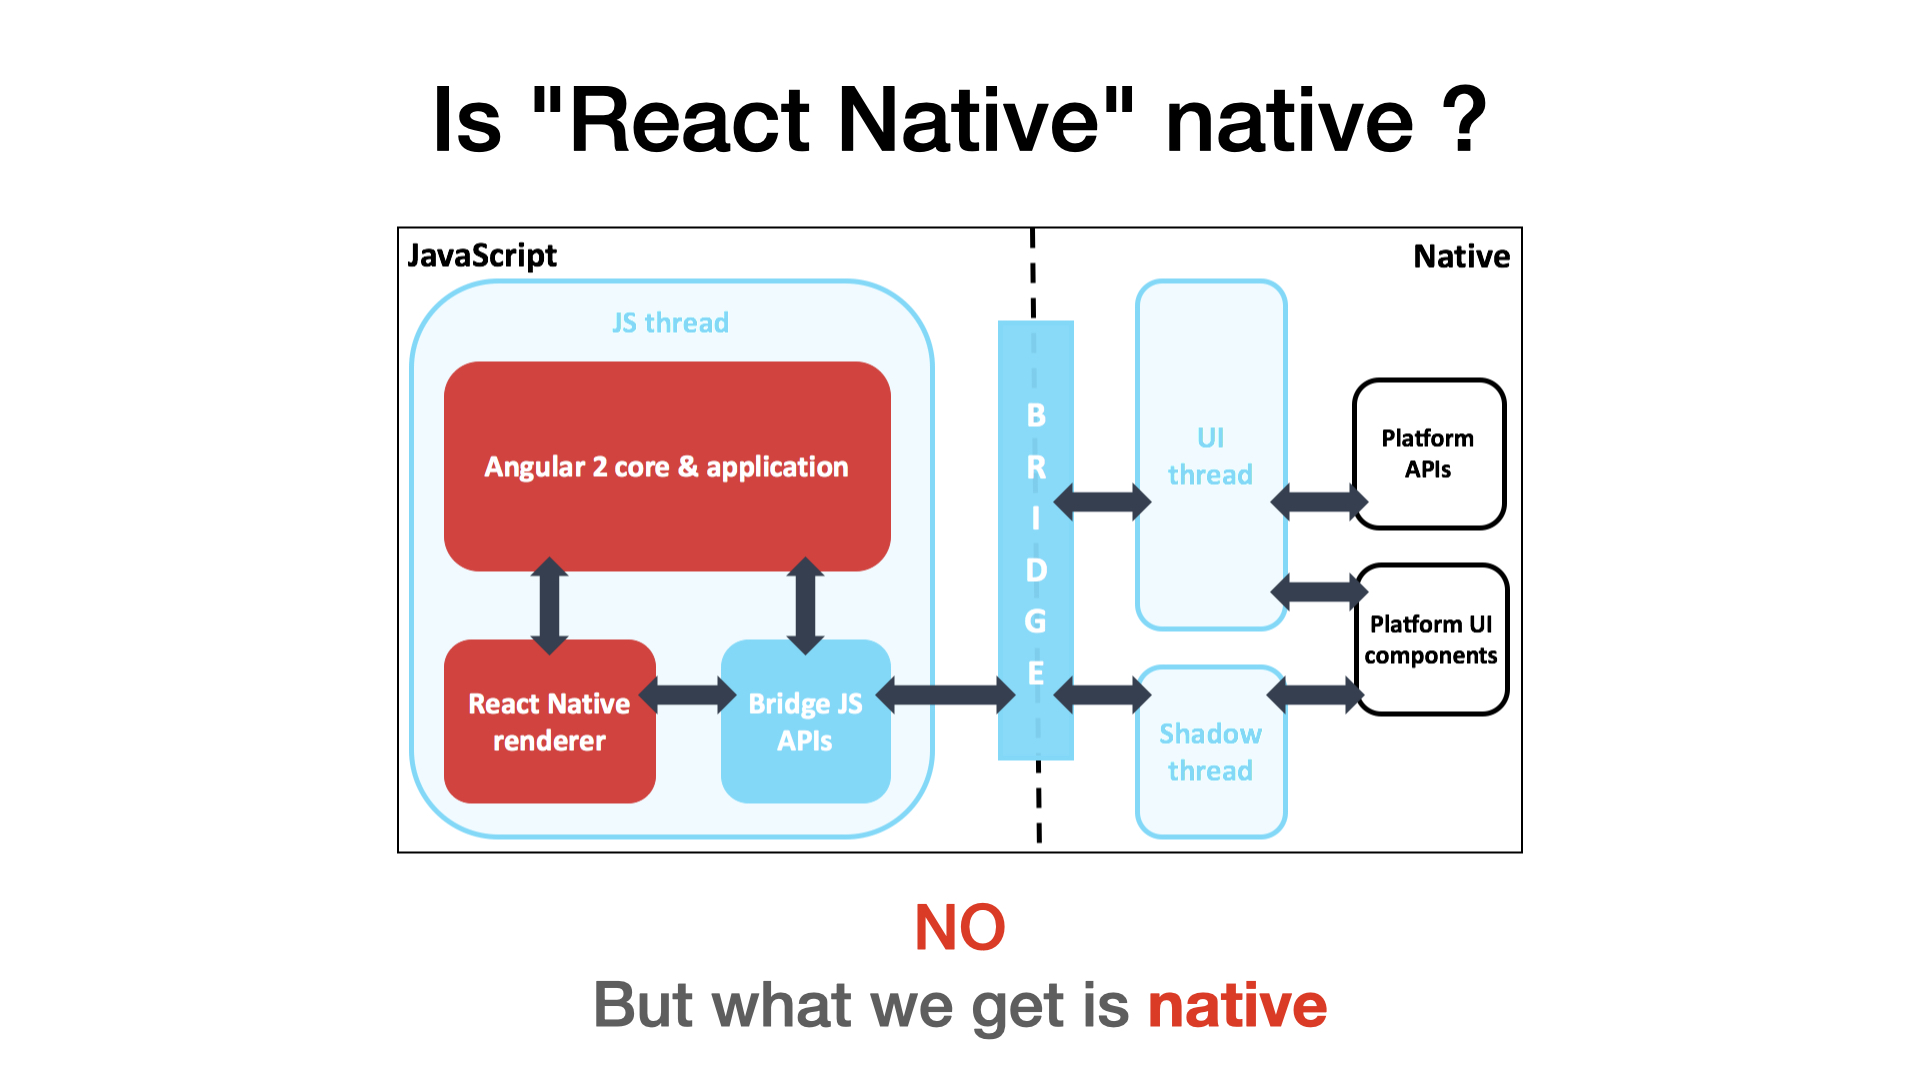 Is "React Native" native ?
JavaScript
Native
JS thread
Angular 2 core & application
React Native
renderer
Bridge JS
APIs
B
R
I
D
G
E
UI
thread
Shadow
thread
Platform
APIs
Platform UI
components
NO
But what we get is native